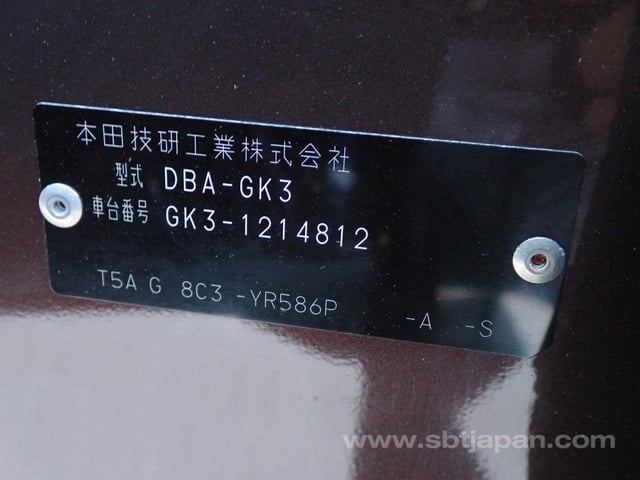 本田技研工業株式会社
型式 DBA-GK3
車台番号 GK3-1214812
T5A G 8C3 -YR586P -A -S
www.sbtjapan.com